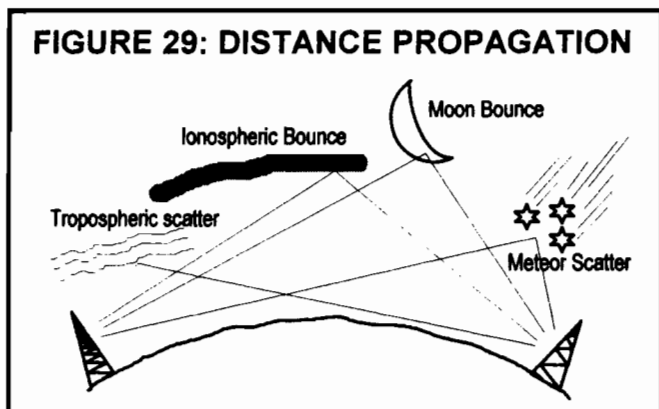 FIGURE 29: DISTANCE PROPAGATION
Moon Bounce
Ionospheric Bounce
Tropospheric scatter
Meteor Scatter